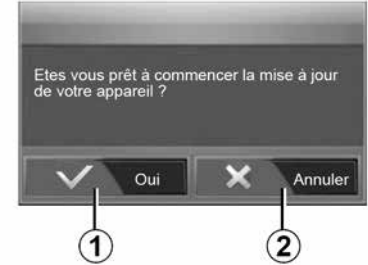 Etes vous prêt à commencer la mise à jour
de votre appareil ?
Oui
Annuler
1
2